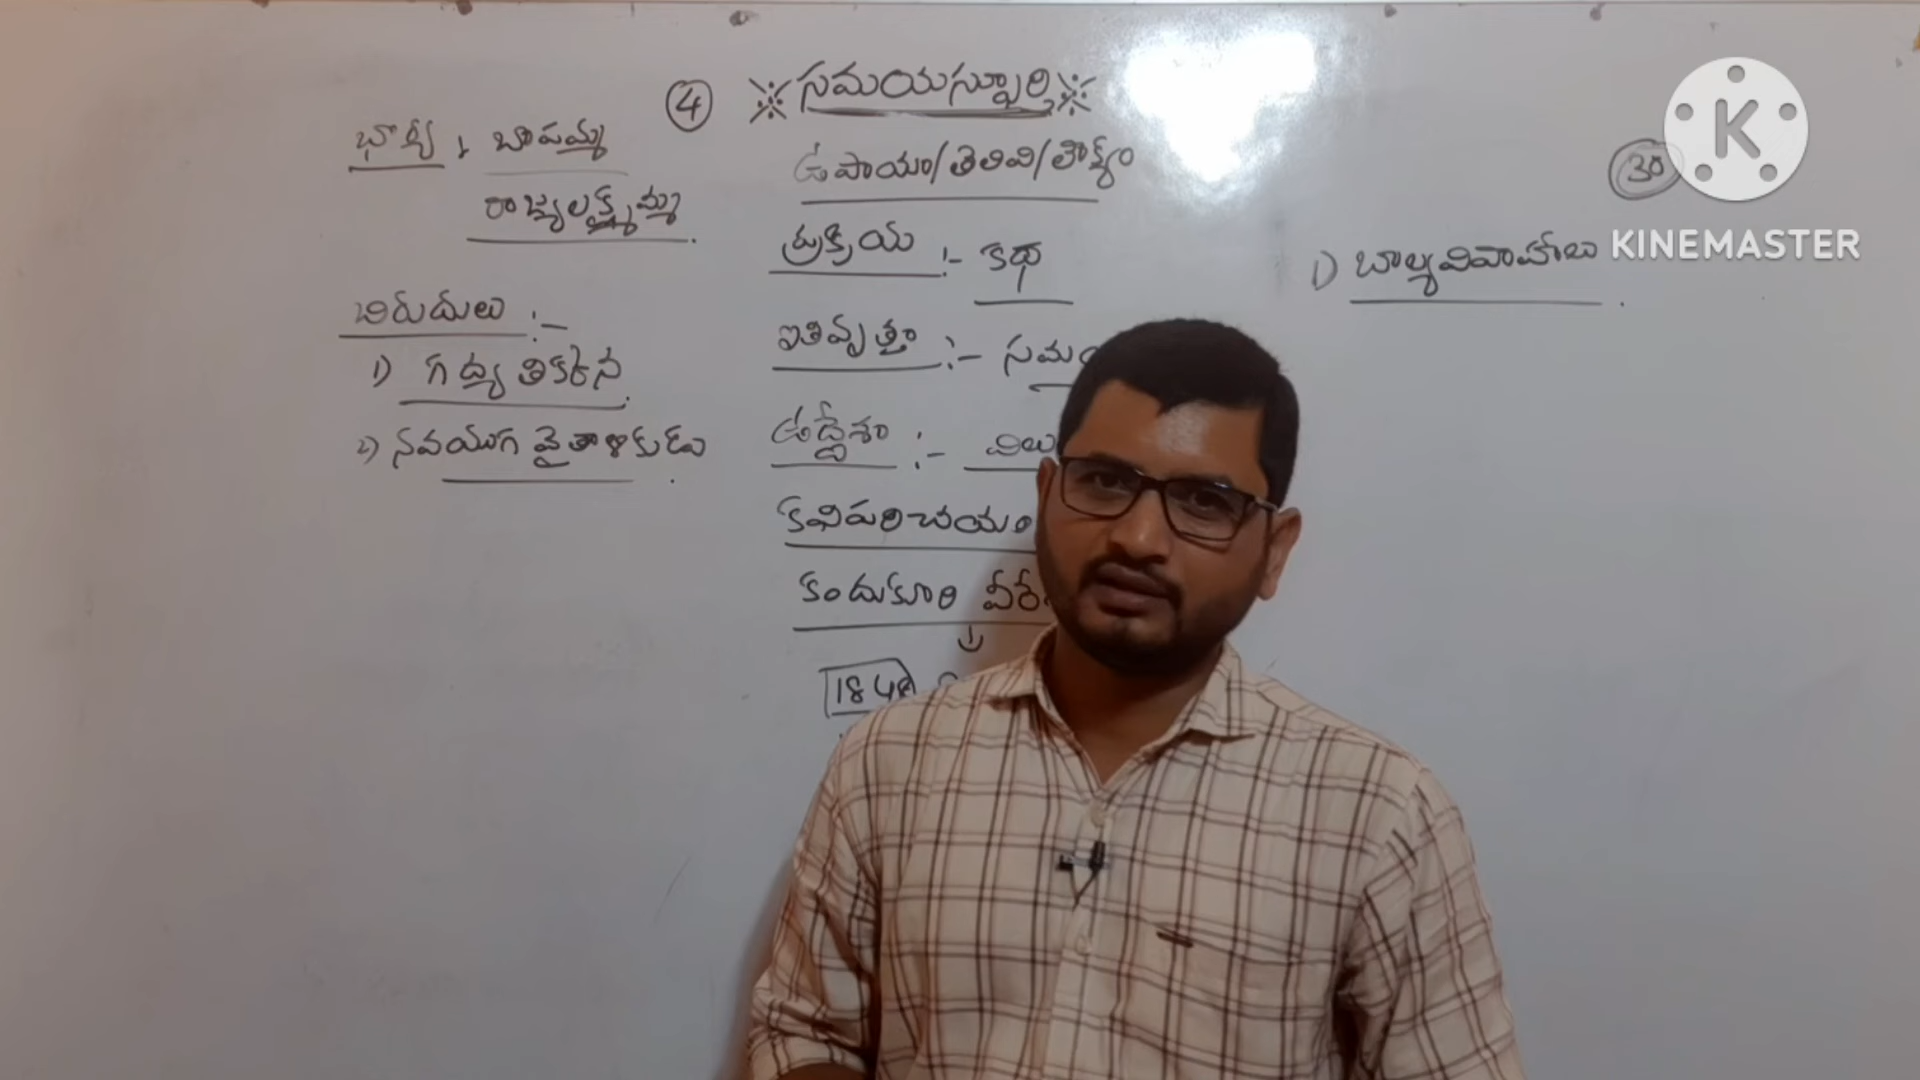 ④ ※ సమయస్ఫూర్తి ※
ఉపాయం/తెలివి/లౌక్యం
ప్రక్రియ :- కథ
ఇతివృత్తం :- సమయ
ఉద్దేశం :- విలు
కవిపరిచయం
కందుకూరి వీరే
1848
భార్య : బాపమ్మ
రాజ్యలక్ష్మమ్మ
బిరుదులు :-
1) గద్య తిక్కన
2) నవయుగ వైతాళికుడు
30
1) బాల్యవివాహాలు
K
KINEMASTER